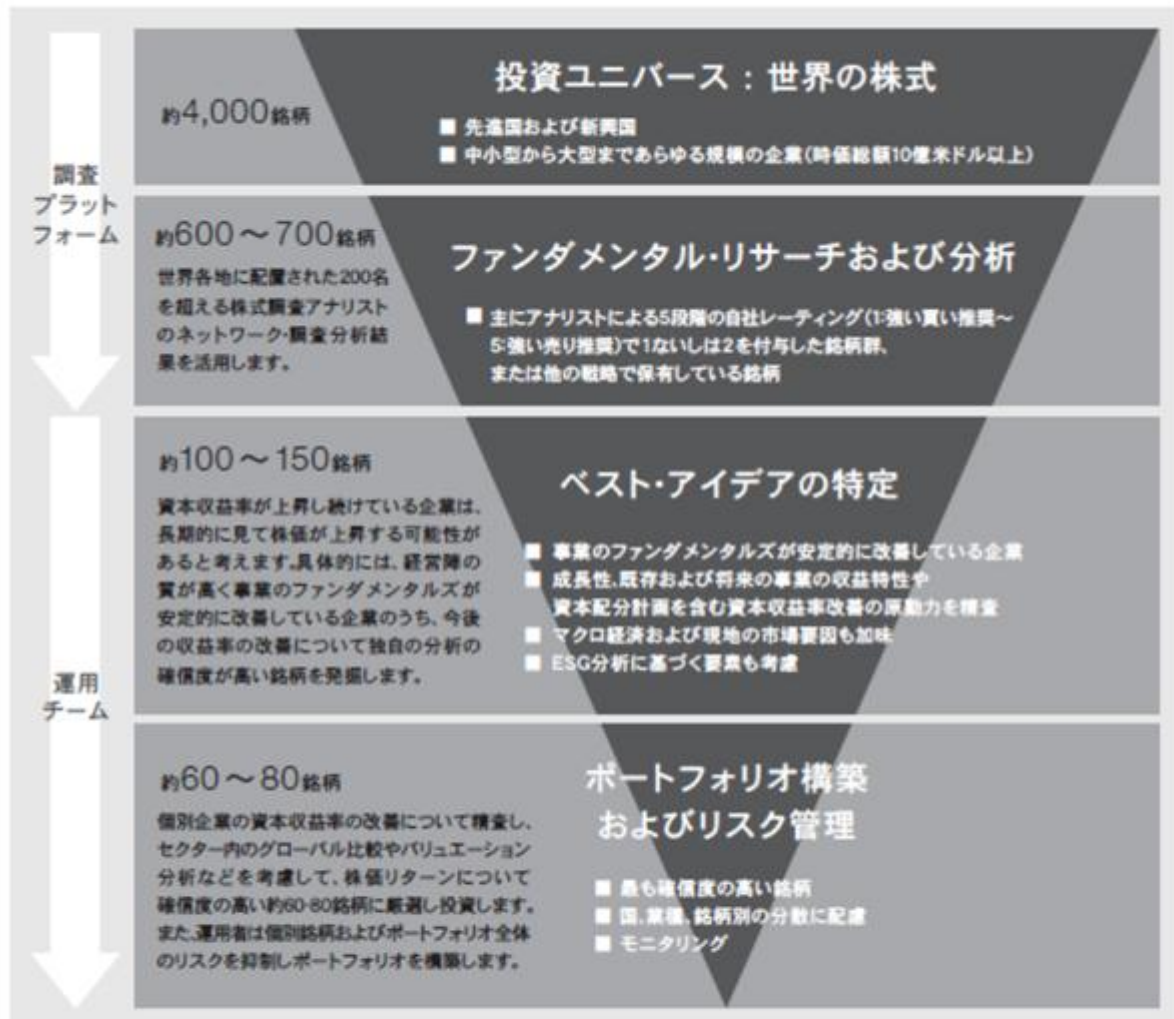 調査
プラット
フォーム
約4,000銘柄
投資ユニバース：世界の株式
■ 先進国および新興国
■ 中小型から大型まであらゆる規模の企業(時価総額10億米ドル以上)
約600～700銘柄
世界各地に配置された200名
を超える株式調査アナリスト
のネットワーク・調査分析結
果を活用します。
ファンダメンタル・リサーチおよび分析
■ 主にアナリストによる5段階の自社レーティング(1:強い買い推奨～
5:強い売り推奨)で1ないしは2を付与した銘柄群、
または他の戦略で保有している銘柄
運用
チーム
約100～150銘柄
資本収益率が上昇し続けている企業は、
長期的に見て株価が上昇する可能性が
あると考えます。具体的には、経営陣の
質が高く事業のファンダメンタルズが
安定的に改善している企業のうち、今後
の収益率の改善について独自の分析の
確信度が高い銘柄を発掘します。
ベスト・アイデアの特定
■ 事業のファンダメンタルズが安定的に改善している企業
■ 成長性、既存および将来の事業の収益特性や
資本配分計画を含む資本収益率改善の原動力を精査
■ マクロ経済および現地の市場要因も加味
■ ESG分析に基づく要素も考慮
約60～80銘柄
個別企業の資本収益率の改善について精査し、
セクター内のグローバル比較やバリュエーション
分析などを考慮して、株価リターンについて
確信度の高い約60-80銘柄に厳選し投資します。
また、運用者は個別銘柄およびポートフォリオ全体
のリスクを抑制しポートフォリオを構築します。
ポートフォリオ構築
およびリスク管理
■ 最も確信度の高い銘柄
■ 国、業種、銘柄別の分散に配慮
■ モニタリング